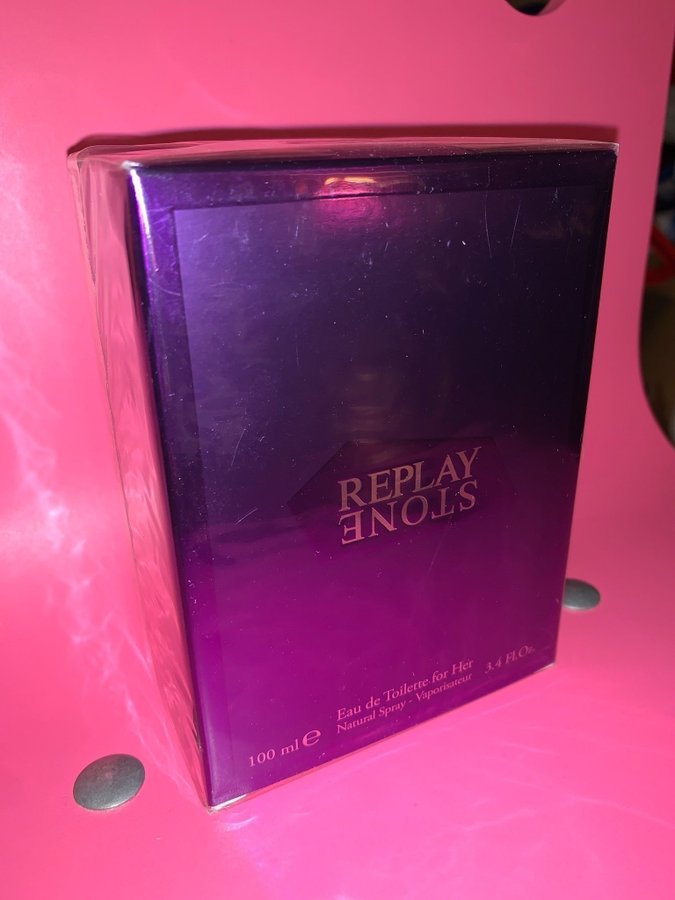 REPLAY
STONE
Eau de Toilette for Her
Natural Spray - Vaporisateur
100 ml ℮
3.4 Fl.Oz.